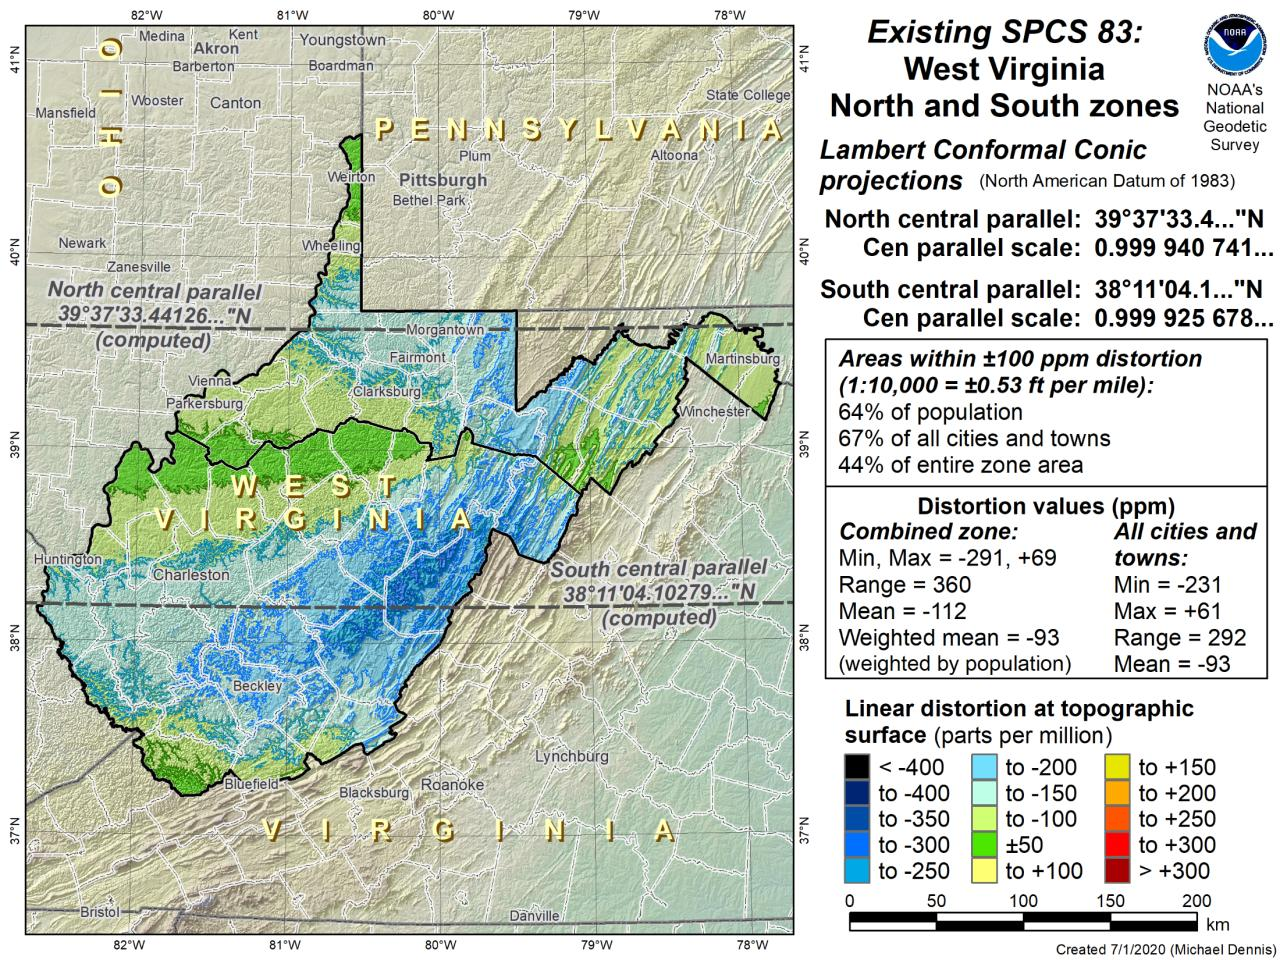 Existing SPCS 83:
West Virginia
North and South zones
NOAA
NOAA's
National
Geodetic
Survey
Lambert Conformal Conic
projections (North American Datum of 1983)
North central parallel: 39°37'33.4..."N
Cen parallel scale: 0.999 940 741...
South central parallel: 38°11'04.1..."N
Cen parallel scale: 0.999 925 678...
Areas within ±100 ppm distortion
(1:10,000 = ±0.53 ft per mile):
64% of population
67% of all cities and towns
44% of entire zone area
Distortion values (ppm)
Combined zone:
Min, Max = -291, +69
Range = 360
Mean = -112
Weighted mean = -93
(weighted by population)
All cities and
towns:
Min = -231
Max = +61
Range = 292
Mean = -93
Linear distortion at topographic
surface (parts per million)
< -400
to -400
to -350
to -300
to -250
to -200
to -150
to -100
±50
to +100
to +150
to +200
to +250
to +300
> +300
0 50 100 150 200
km
Created 7/1/2020 (Michael Dennis)
82°W 81°W 80°W 79°W 78°W
41°N 41°N
40°N 40°N
39°N 39°N
38°N 38°N
37°N 37°N
82°W 81°W 80°W 79°W 78°W
OHIO
PENNSYLVANIA
WEST
VIRGINIA
VIRGINIA
Medina
Kent
Akron
Barberton
Youngstown
Boardman
Mansfield
Wooster
Canton
State College
Plum
Altoona
Weirton
Pittsburgh
Bethel Park
Newark
Wheeling
Zanesville
North central parallel
39°37'33.44126..."N
(computed)
Morgantown
Fairmont
Martinsburg
Vienna
Parkersburg
Clarksburg
Winchester
Huntington
Charleston
South central parallel
38°11'04.10279..."N
(computed)
Beckley
Lynchburg
Bluefield
Blacksburg
Roanoke
Bristol
Danville